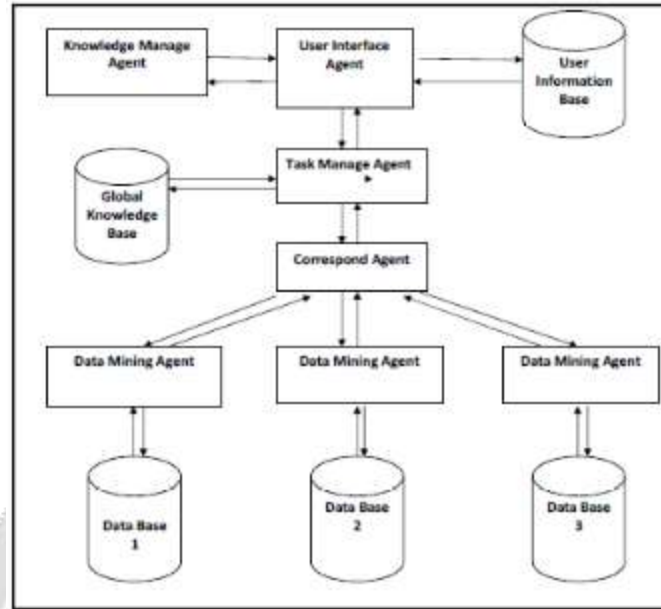 Knowledge Manage
Agent
User Interface
Agent
User
Information
Base
Task Manage Agent
Global
Knowledge
Base
Correspond Agent
Data Mining Agent
Data Mining Agent
Data Mining Agent
Data Base
1
Data Base
2
Data Base
3